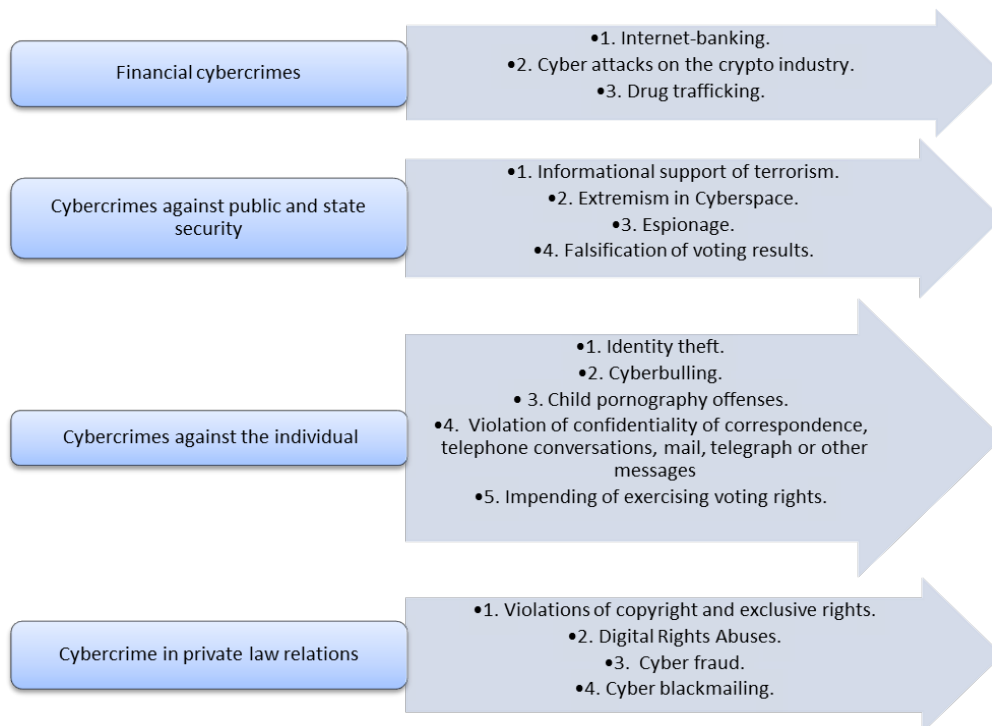 Financial cybercrimes
•1. Internet-banking.
•2. Cyber attacks on the crypto industry.
•3. Drug trafficking.
Cybercrimes against public and state
security
•1. Informational support of terrorism.
•2. Extremism in Cyberspace.
•3. Espionage.
•4. Falsification of voting results.
Cybercrimes against the individual
•1. Identity theft.
•2. Cyberbulling.
• 3. Child pornography offenses.
•4. Violation of confidentiality of correspondence,
telephone conversations, mail, telegraph or other
messages
•5. Impending of exercising voting rights.
Cybercrime in private law relations
•1. Violations of copyright and exclusive rights.
•2. Digital Rights Abuses.
•3. Cyber fraud.
•4. Cyber blackmailing.